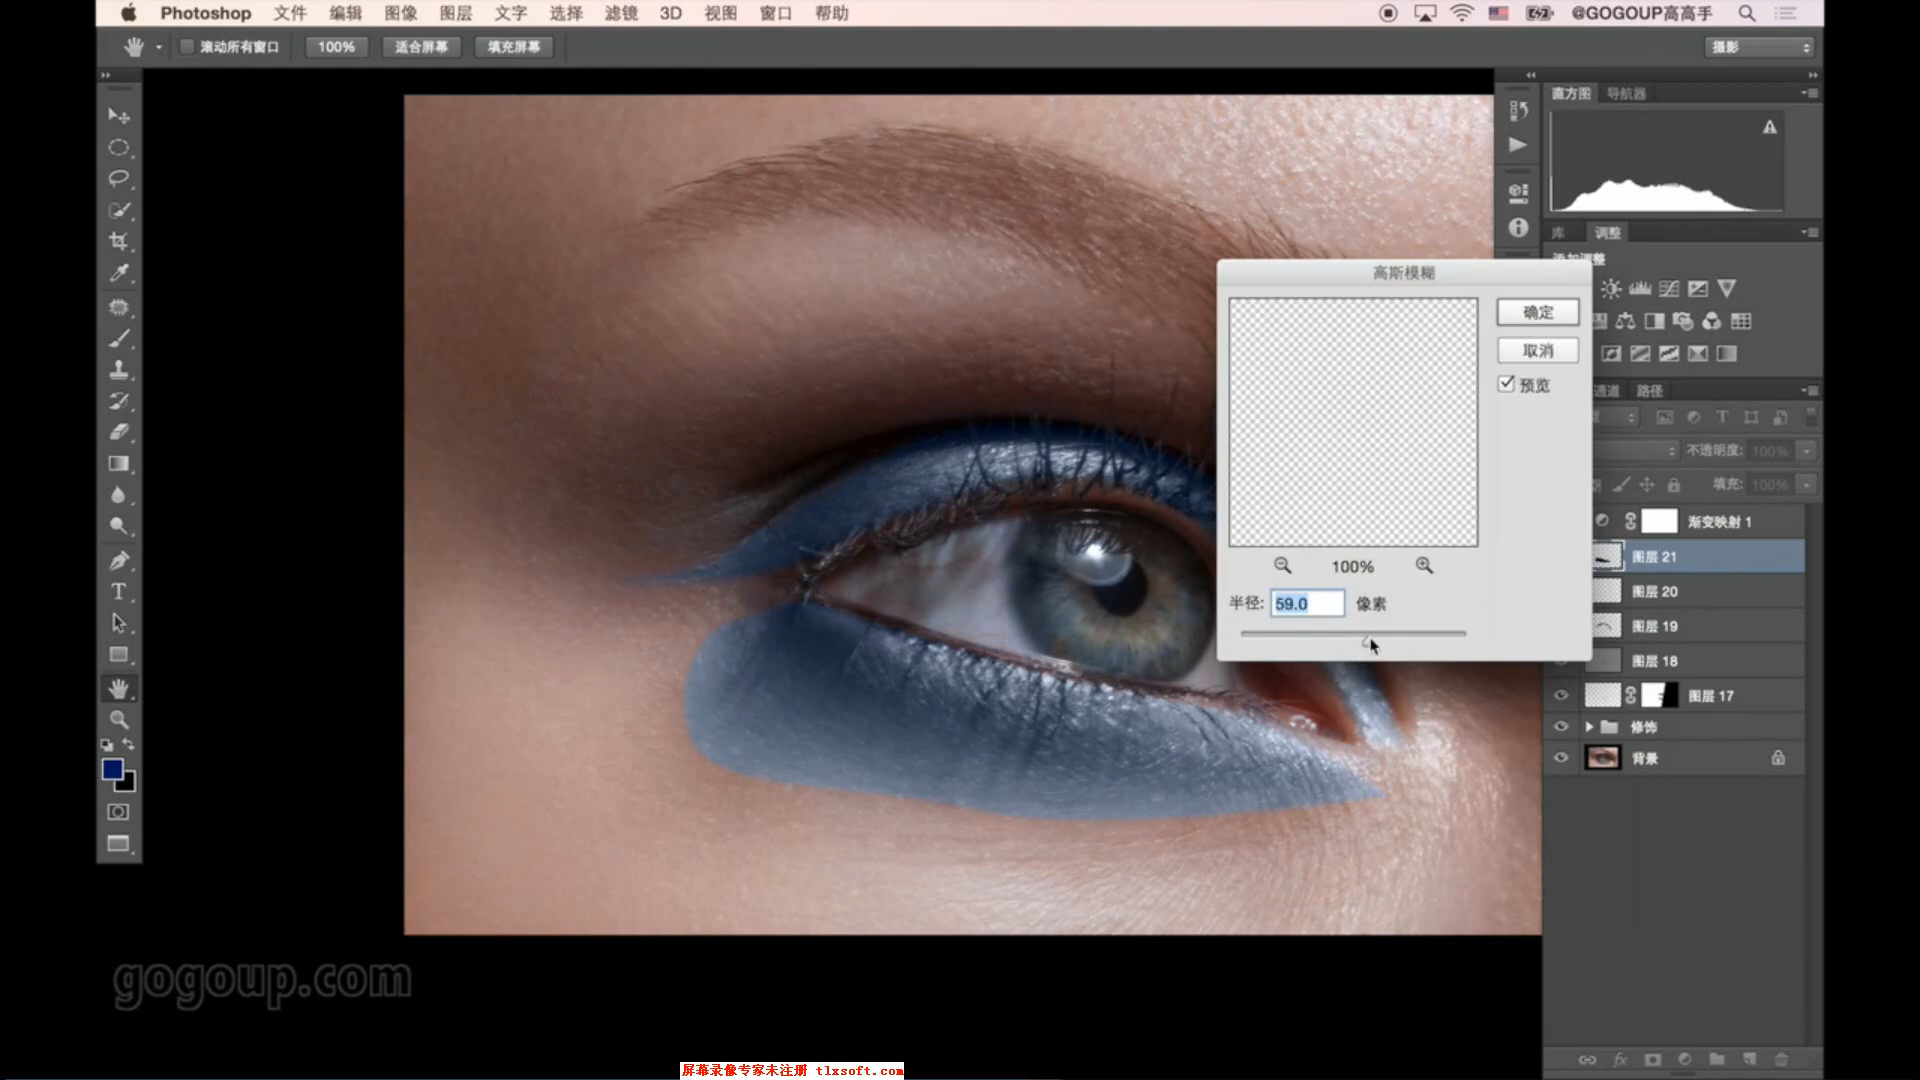 Photoshop 文件 编辑 图像 图层 文字 选择 滤镜 3D 视图 窗口 帮助 @GOGOUP高高手
滚动所有窗口 100% 适合屏幕 填充屏幕 摄影
直方图 导航器
库 调整
添加调整
高斯模糊
确定
取消
预览
100%
半径: 59.0 像素
通道 路径
不透明度: 100%
填充: 100%
渐变映射 1
图层 21
图层 20
图层 19
图层 18
图层 17
修饰
背景
gogoup.com
屏幕录像专家未注册 tlxsoft.com